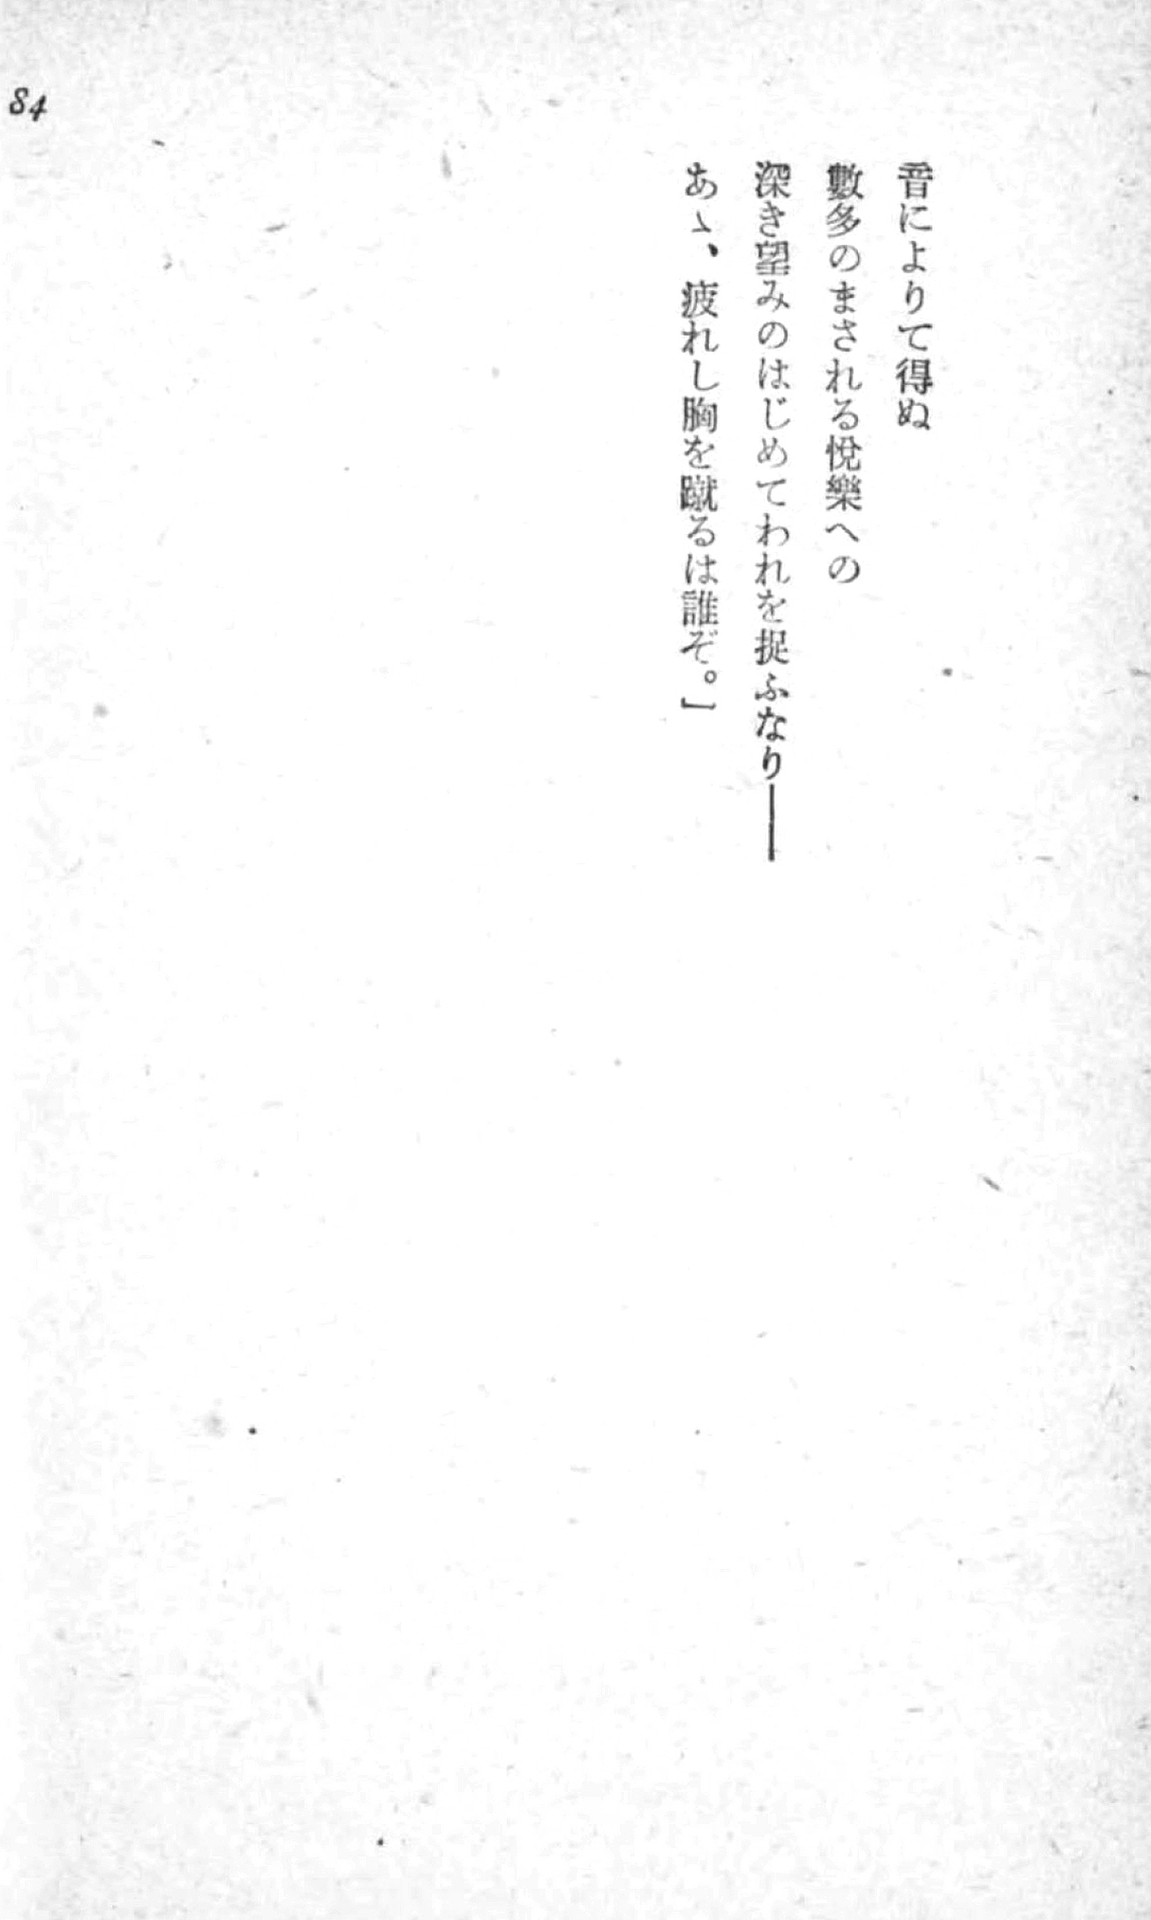 音によりて得ぬ
數多のまされる悅樂への
深き望みのはじめてわれを捉ふなり——
あゝ、疲れし胸を蹴るは誰ぞ。」
84